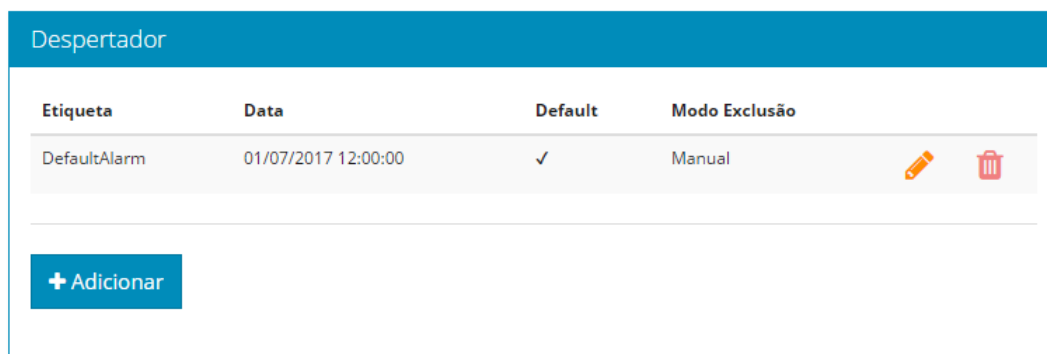 Despertador
Etiqueta Data Default Modo Exclusão
DefaultAlarm 01/07/2017 12:00:00 ✓ Manual
+ Adicionar